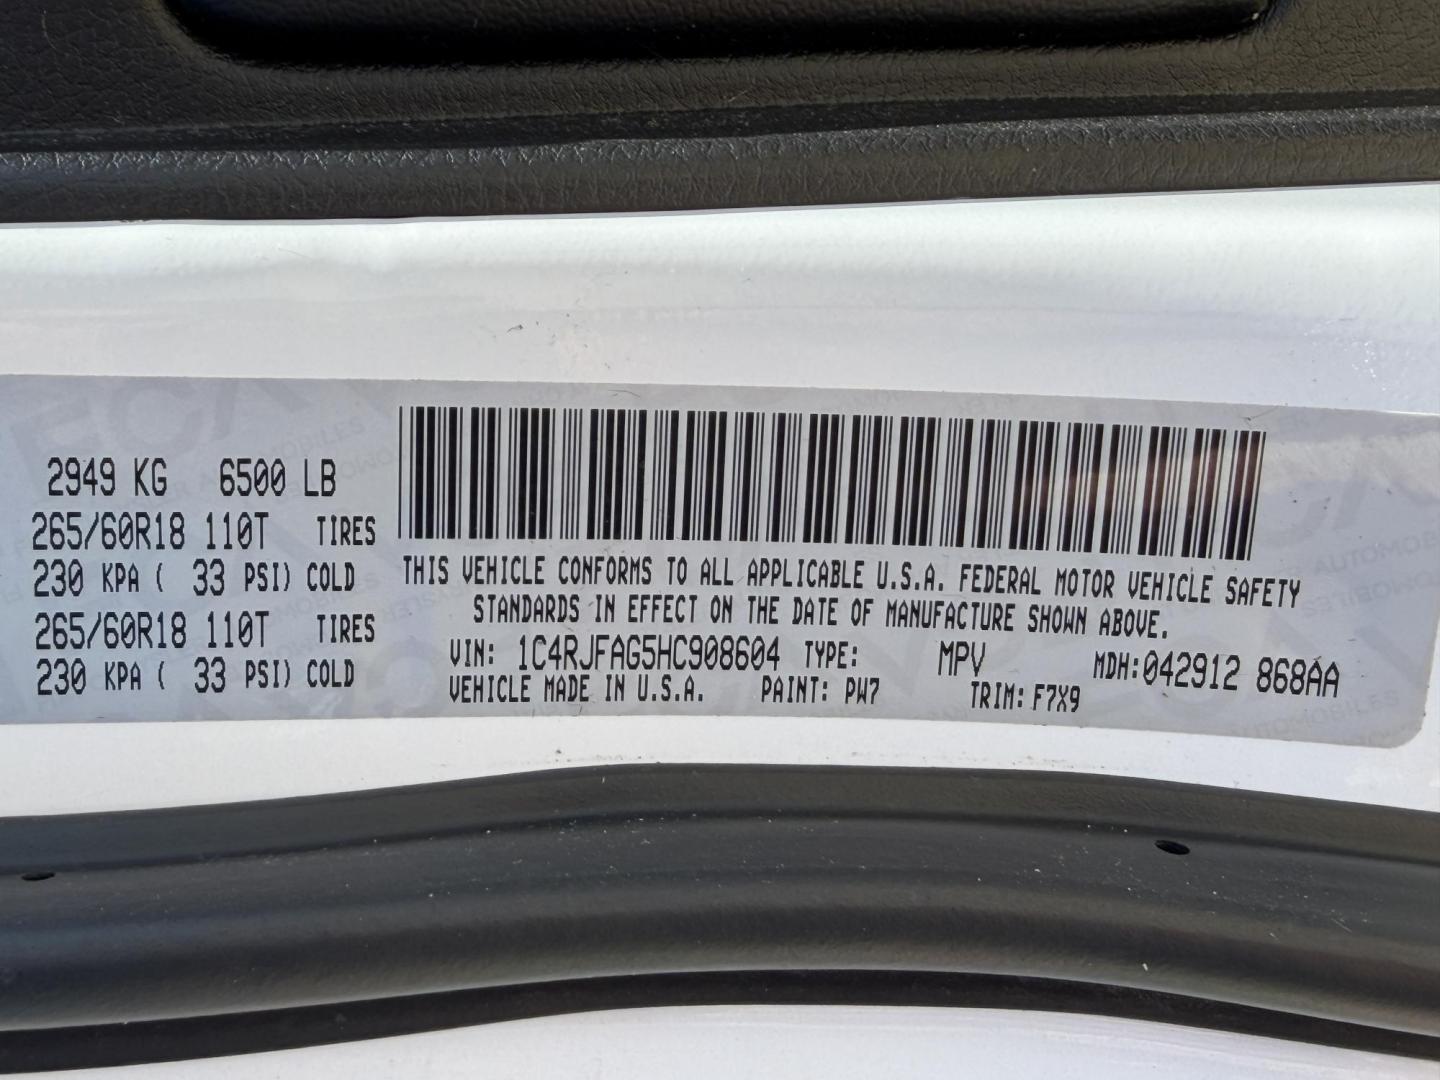 2949 KG 6500 LB
265/60R18 110T TIRES
230 KPA ( 33 PSI) COLD
265/60R18 110T TIRES
230 KPA ( 33 PSI) COLD
THIS VEHICLE CONFORMS TO ALL APPLICABLE U.S.A. FEDERAL MOTOR VEHICLE SAFETY
STANDARDS IN EFFECT ON THE DATE OF MANUFACTURE SHOWN ABOVE.
VIN: 1C4RJFAG5HC908604 TYPE: MPV MDH:042912 868AA
VEHICLE MADE IN U.S.A. PAINT: PW7 TRIM: F7X9